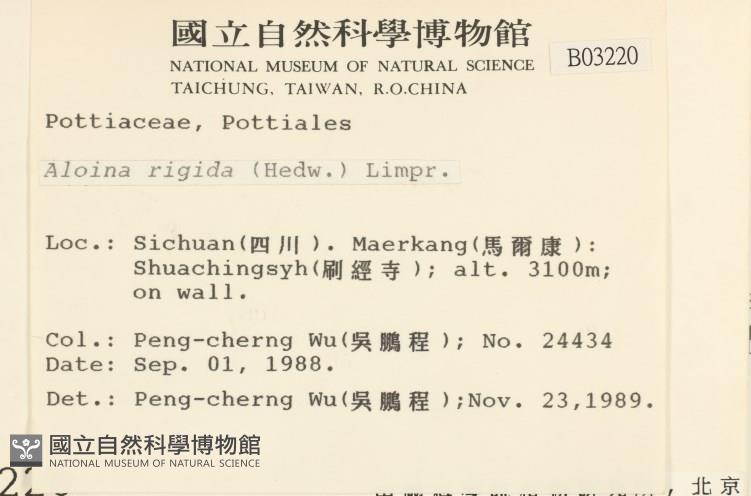 國立自然科學博物館
NATIONAL MUSEUM OF NATURAL SCIENCE
TAICHUNG, TAIWAN, R.O.CHINA
B03220
Pottiaceae, Pottiales
Aloina rigida (Hedw.) Limpr.
Loc.: Sichuan(四川). Maerkang(馬爾康):
Shuachingsyh(刷經寺); alt. 3100m;
on wall.
Col.: Peng-cherng Wu(吳鵬程); No. 24434
Date: Sep. 01, 1988.
Det.: Peng-cherng Wu(吳鵬程);Nov. 23,1989.
國立自然科學博物館
NATIONAL MUSEUM OF NATURAL SCIENCE
, 北京